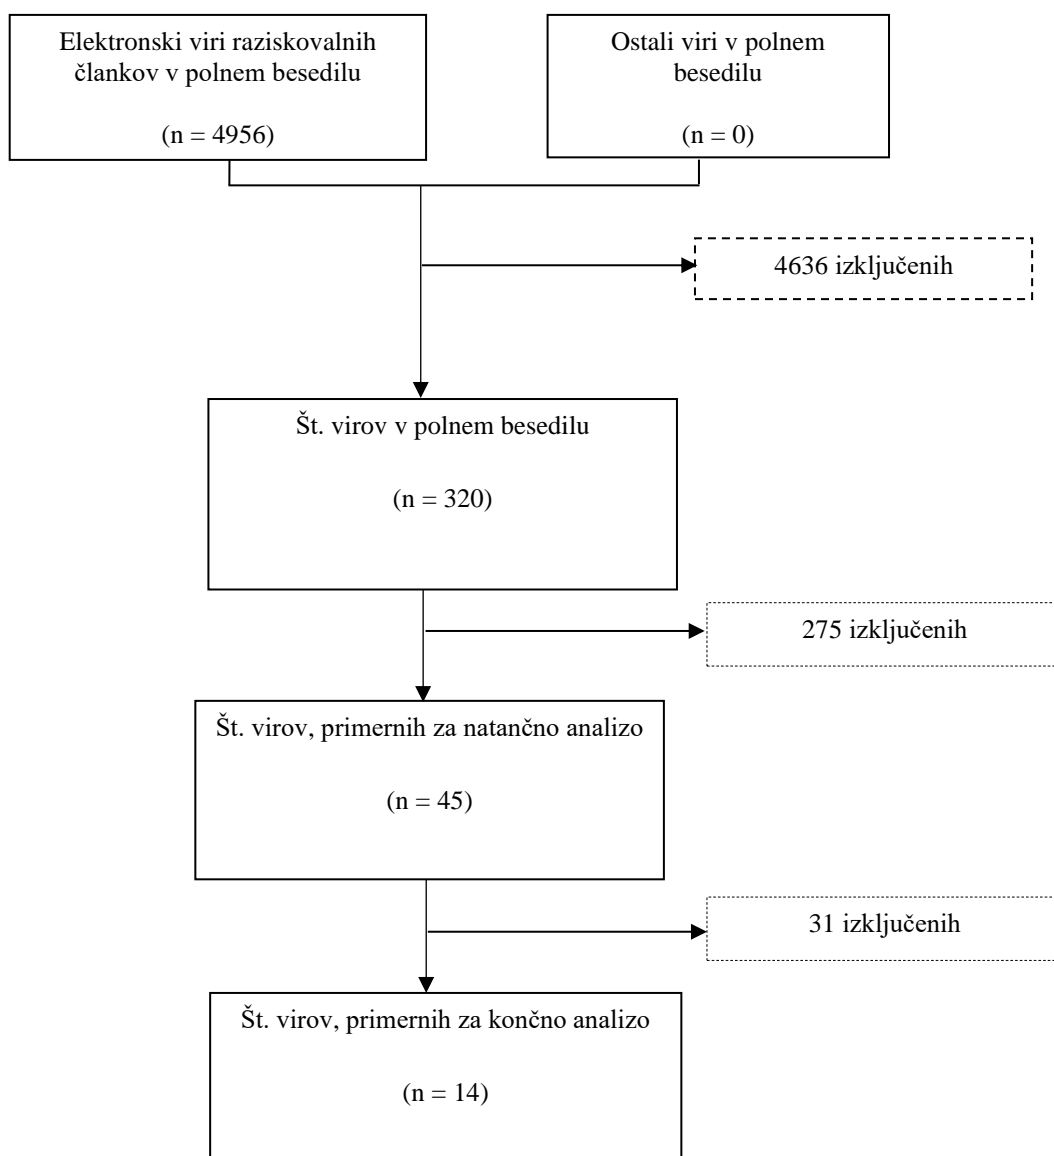 Elektronski viri raziskovalnih
člankov v polnem besedilu
(n = 4956)
Ostali viri v polnem
besedilu
(n = 0)
4636 izključenih
Št. virov v polnem besedilu
(n = 320)
275 izključenih
Št. virov, primernih za natančno analizo
(n = 45)
31 izključenih
Št. virov, primernih za končno analizo
(n = 14)